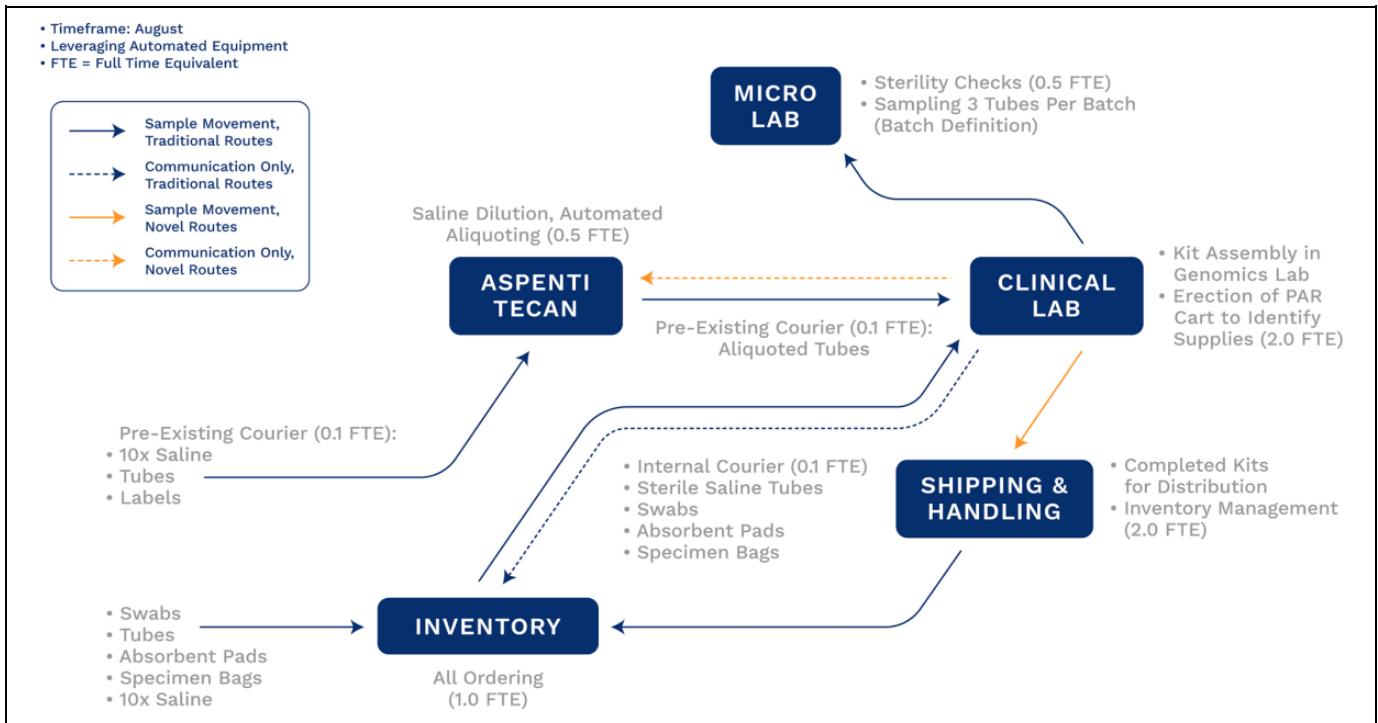 • Timeframe: August
• Leveraging Automated Equipment
• FTE = Full Time Equivalent
Sample Movement,
Traditional Routes
Communication Only,
Traditional Routes
Sample Movement,
Novel Routes
Communication Only,
Novel Routes
MICRO
LAB
• Sterility Checks (0.5 FTE)
• Sampling 3 Tubes Per Batch
(Batch Definition)
Saline Dilution, Automated
Aliquoting (0.5 FTE)
ASPENTI
TECAN
CLINICAL
LAB
• Kit Assembly in
Genomics Lab
• Erection of PAR
Cart to Identify
Supplies (2.0 FTE)
Pre-Existing Courier (0.1 FTE):
Aliquoted Tubes
Pre-Existing Courier (0.1 FTE):
• 10x Saline
• Tubes
• Labels
• Internal Courier (0.1 FTE)
• Sterile Saline Tubes
• Swabs
• Absorbent Pads
• Specimen Bags
SHIPPING &
HANDLING
• Completed Kits
for Distribution
• Inventory Management
(2.0 FTE)
• Swabs
• Tubes
• Absorbent Pads
• Specimen Bags
• 10x Saline
INVENTORY
All Ordering
(1.0 FTE)